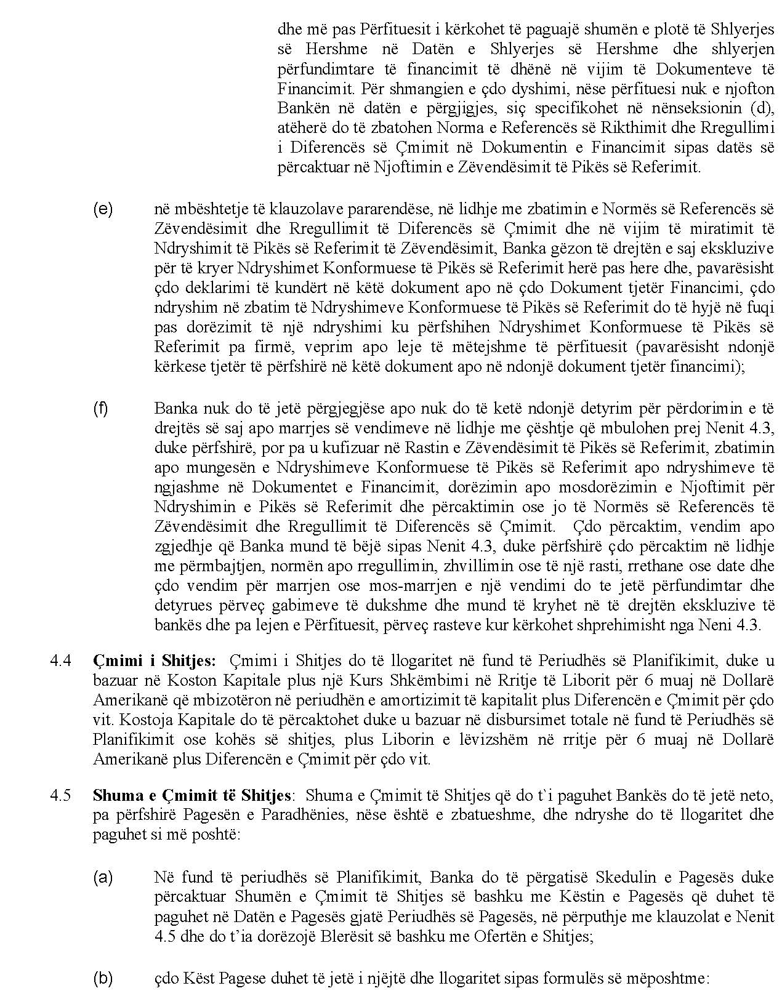 dhe më pas Përfituesit i kërkohet të paguajë shumën e plotë të Shlyerjes
së Hershme në Datën e Shlyerjes së Hershme dhe shlyerjen
përfundimtare të financimit të dhënë në vijim të Dokumenteve të
Financimit. Për shmangien e çdo dyshimi, nëse përfituesi nuk e njofton
Bankën në datën e përgjigjes, siç specifikohet në nënseksionin (d),
atëherë do të zbatohen Norma e Referencës së Rikthimit dhe Rregullimi
i Diferencës së Çmimit në Dokumentin e Financimit sipas datës së
përcaktuar në Njoftimin e Zëvendësimit të Pikës së Referimit.
(e) në mbështetje të klauzolave pararendëse, në lidhje me zbatimin e Normës së Referencës së
Zëvendësimit dhe Rregullimit të Diferencës së Çmimit dhe në vijim të miratimit të
Ndryshimit të Pikës së Referimit të Zëvendësimit, Banka gëzon të drejtën e saj ekskluzive
për të kryer Ndryshimet Konformuese të Pikës së Referimit herë pas here dhe, pavarësisht
çdo deklarimi të kundërt në këtë dokument apo në çdo Dokument tjetër Financimi, çdo
ndryshim në zbatim të Ndryshimeve Konformuese të Pikës së Referimit do të hyjë në fuqi
pas dorëzimit të një ndryshimi ku përfshihen Ndryshimet Konformuese të Pikës së
Referimit pa firmë, veprim apo leje të mëtejshme të përfituesit (pavarësisht ndonjë
kërkese tjetër të përfshirë në këtë dokument apo në ndonjë dokument tjetër financimi);
(f) Banka nuk do të jetë përgjegjëse apo nuk do të ketë ndonjë detyrim për përdorimin e të
drejtës së saj apo marrjes së vendimeve në lidhje me çështje që mbulohen prej Nenit 4.3,
duke përfshirë, por pa u kufizuar në Rastin e Zëvendësimit të Pikës së Referimit, zbatimin
apo mungesën e Ndryshimeve Konformuese të Pikës së Referimit apo ndryshimeve të
ngjashme në Dokumentet e Financimit, dorëzimin apo mosdorëzimin e Njoftimit për
Ndryshimin e Pikës së Referimit dhe përcaktimin ose jo të Normës së Referencës të
Zëvendësimit dhe Rregullimit të Diferencës së Çmimit.  Çdo përcaktim, vendim apo
zgjedhje që Banka mund të bëjë sipas Nenit 4.3, duke përfshirë çdo përcaktim në lidhje
me përmbajtjen, normën apo rregullimin, zhvillimin ose të një rasti, rrethane ose date dhe
çdo vendim për marrjen ose mos-marrjen e një vendimi do te jetë përfundimtar dhe
detyrues përveç gabimeve të dukshme dhe mund të kryhet në të drejtën ekskluzive të
bankës dhe pa lejen e Përfituesit, përveç rasteve kur kërkohet shprehimisht nga Neni 4.3.
4.4 Çmimi i Shitjes:  Çmimi i Shitjes do të llogaritet në fund të Periudhës së Planifikimit, duke u
bazuar në Koston Kapitale plus një Kurs Shkëmbimi në Rritje të Liborit për 6 muaj në Dollarë
Amerikanë që mbizotëron në periudhën e amortizimit të kapitalit plus Diferencën e Çmimit për çdo
vit. Kostoja Kapitale do të përcaktohet duke u bazuar në disbursimet totale në fund të Periudhës së
Planifikimit ose kohës së shitjes, plus Liborin e lëvizshëm në rritje për 6 muaj në Dollarë
Amerikanë plus Diferencën e Çmimit për çdo vit.
4.5 Shuma e Çmimit të Shitjes:  Shuma e Çmimit të Shitjes që do t`i paguhet Bankës do të jetë neto,
pa përfshirë Pagesën e Paradhënies, nëse është e zbatueshme, dhe ndryshe do të llogaritet dhe
paguhet si më poshtë:
(a) Në fund të periudhës së Planifikimit, Banka do të përgatisë Skedulin e Pagesës duke
përcaktuar Shumën e Çmimit të Shitjes së bashku me Këstin e Pagesës që duhet të
paguhet në Datën e Pagesës gjatë Periudhës së Pagesës, në përputhje me klauzolat e Nenit
4.5 dhe do t’ia dorëzojë Blerësit së bashku me Ofertën e Shitjes;
(b) çdo Këst Pagese duhet të jetë i njëjtë dhe llogaritet sipas formulës së mëposhtme: